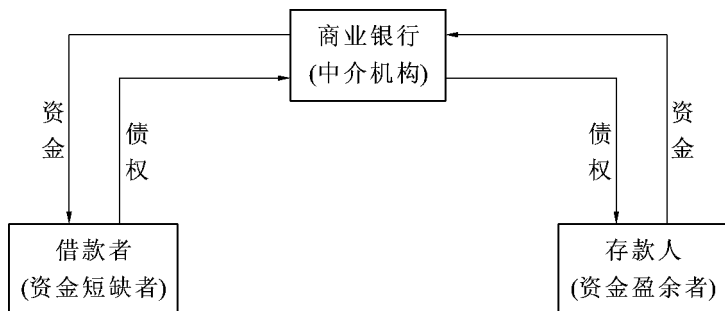 商业银行
(中介机构)
资金
债权
债权
资金
借款者
(资金短缺者)
存款人
(资金盈余者)